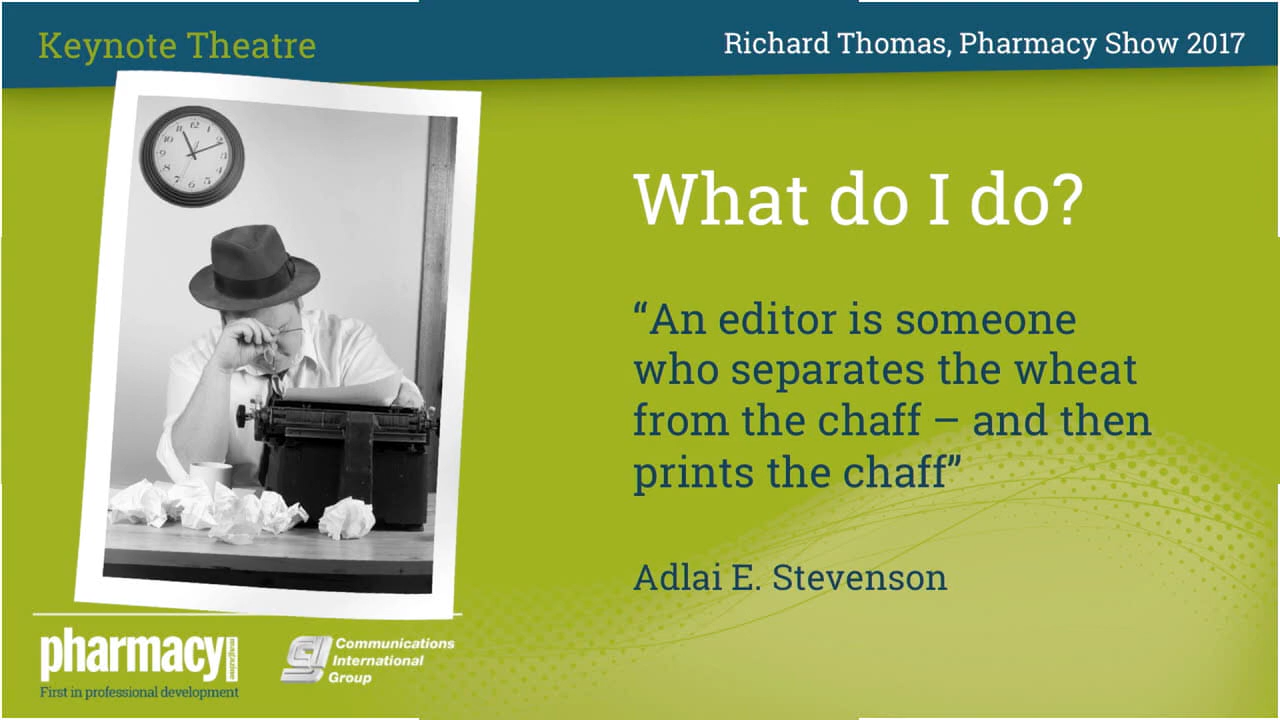 Keynote Theatre
Richard Thomas, Pharmacy Show 2017
What do I do?
“An editor is someone
who separates the wheat
from the chaff – and then
prints the chaff”
Adlai E. Stevenson
pharmacy
First in professional development
Communications
International
Group